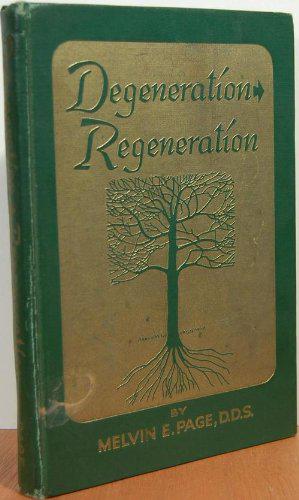 Degeneration→
Regeneration
BY
MELVIN E. PAGE, D.D.S.